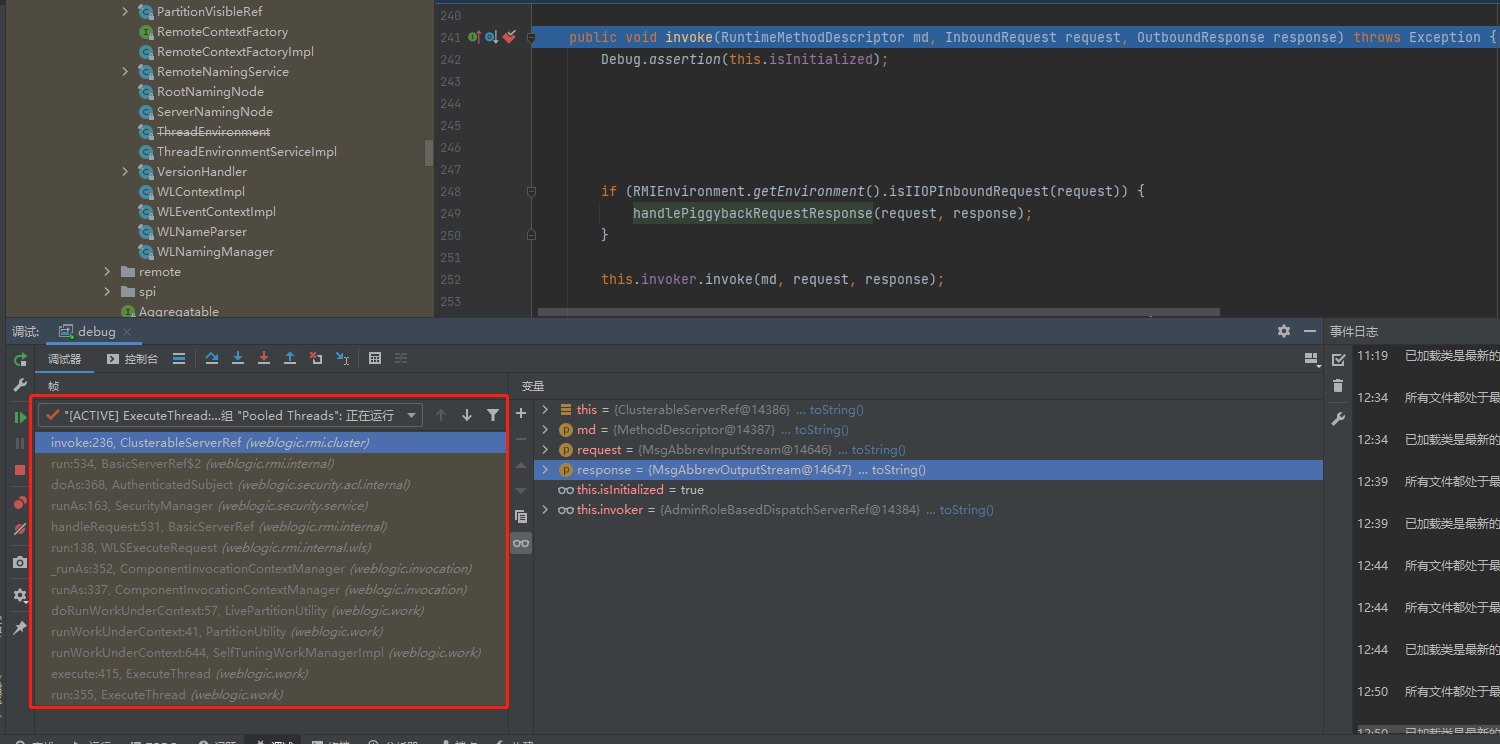 PartitionVisibleRef
RemoteContextFactory
RemoteContextFactoryImpl
RemoteNamingService
RootNamingNode
ServerNamingNode
ThreadEnvironment
ThreadEnvironmentServiceImpl
VersionHandler
WLContextImpl
WLEventContextImpl
WLNameParser
WLNamingManager
remote
spi
Aggregatable
240
241 public void invoke(RuntimeMethodDescriptor md, InboundRequest request, OutboundResponse response) throws Exception {
242 Debug.assertion(this.isInitialized);
243
244
245
246
247
248 if (RMIEnvironment.getEnvironment().isIIOPInboundRequest(request)) {
249 handlePiggybackRequestResponse(request, response);
250 }
251
252 this.invoker.invoke(md, request, response);
253
调试: debug
调试器 控制台
帧
"[ACTIVE] ExecuteThread:...组 "Pooled Threads": 正在运行
invoke:236, ClusterableServerRef (weblogic.rmi.cluster)
run:534, BasicServerRef$2 (weblogic.rmi.internal)
doAs:368, AuthenticatedSubject (weblogic.security.acl.internal)
runAs:163, SecurityManager (weblogic.security.service)
handleRequest:531, BasicServerRef (weblogic.rmi.internal)
run:138, WLSExecuteRequest (weblogic.rmi.internal.wls)
_runAs:352, ComponentInvocationContextManager (weblogic.invocation)
runAs:337, ComponentInvocationContextManager (weblogic.invocation)
doRunWorkUnderContext:57, LivePartitionUtility (weblogic.work)
runWorkUnderContext:41, PartitionUtility (weblogic.work)
runWorkUnderContext:644, SelfTuningWorkManagerImpl (weblogic.work)
execute:415, ExecuteThread (weblogic.work)
run:355, ExecuteThread (weblogic.work)
变量
this = {ClusterableServerRef@14386} ... toString()
md = {MethodDescriptor@14387} ... toString()
request = {MsgAbbrevInputStream@14646} ... toString()
response = {MsgAbbrevOutputStream@14647} ... toString()
this.isInitialized = true
this.invoker = {AdminRoleBasedDispatchServerRef@14384} ... toString()
事件日志
11:19 已加载类是最新的
12:34 所有文件都处于最
12:34 已加载类是最新的
12:39 所有文件都处于最
12:39 已加载类是最新的
12:44 所有文件都处于最
12:44 所有文件都处于最
12:44 已加载类是最新的
12:50 所有文件都处于最
12:50 已加载类是最新的